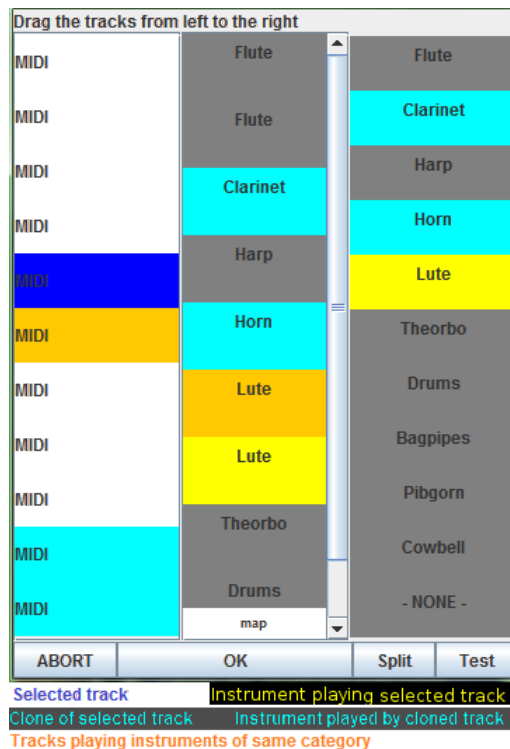 Drag the tracks from left to the right
MIDI
MIDI
MIDI
MIDI
MIDI
MIDI
MIDI
MIDI
MIDI
MIDI
MIDI
Flute
Flute
Clarinet
Harp
Horn
Lute
Lute
Theorbo
Drums
map
Flute
Clarinet
Harp
Horn
Lute
Theorbo
Drums
Bagpipes
Pibgorn
Cowbell
- NONE -
ABORT OK Split Test
Selected track Instrument playing selected track
Clone of selected track Instrument played by cloned track
Tracks playing instruments of same category